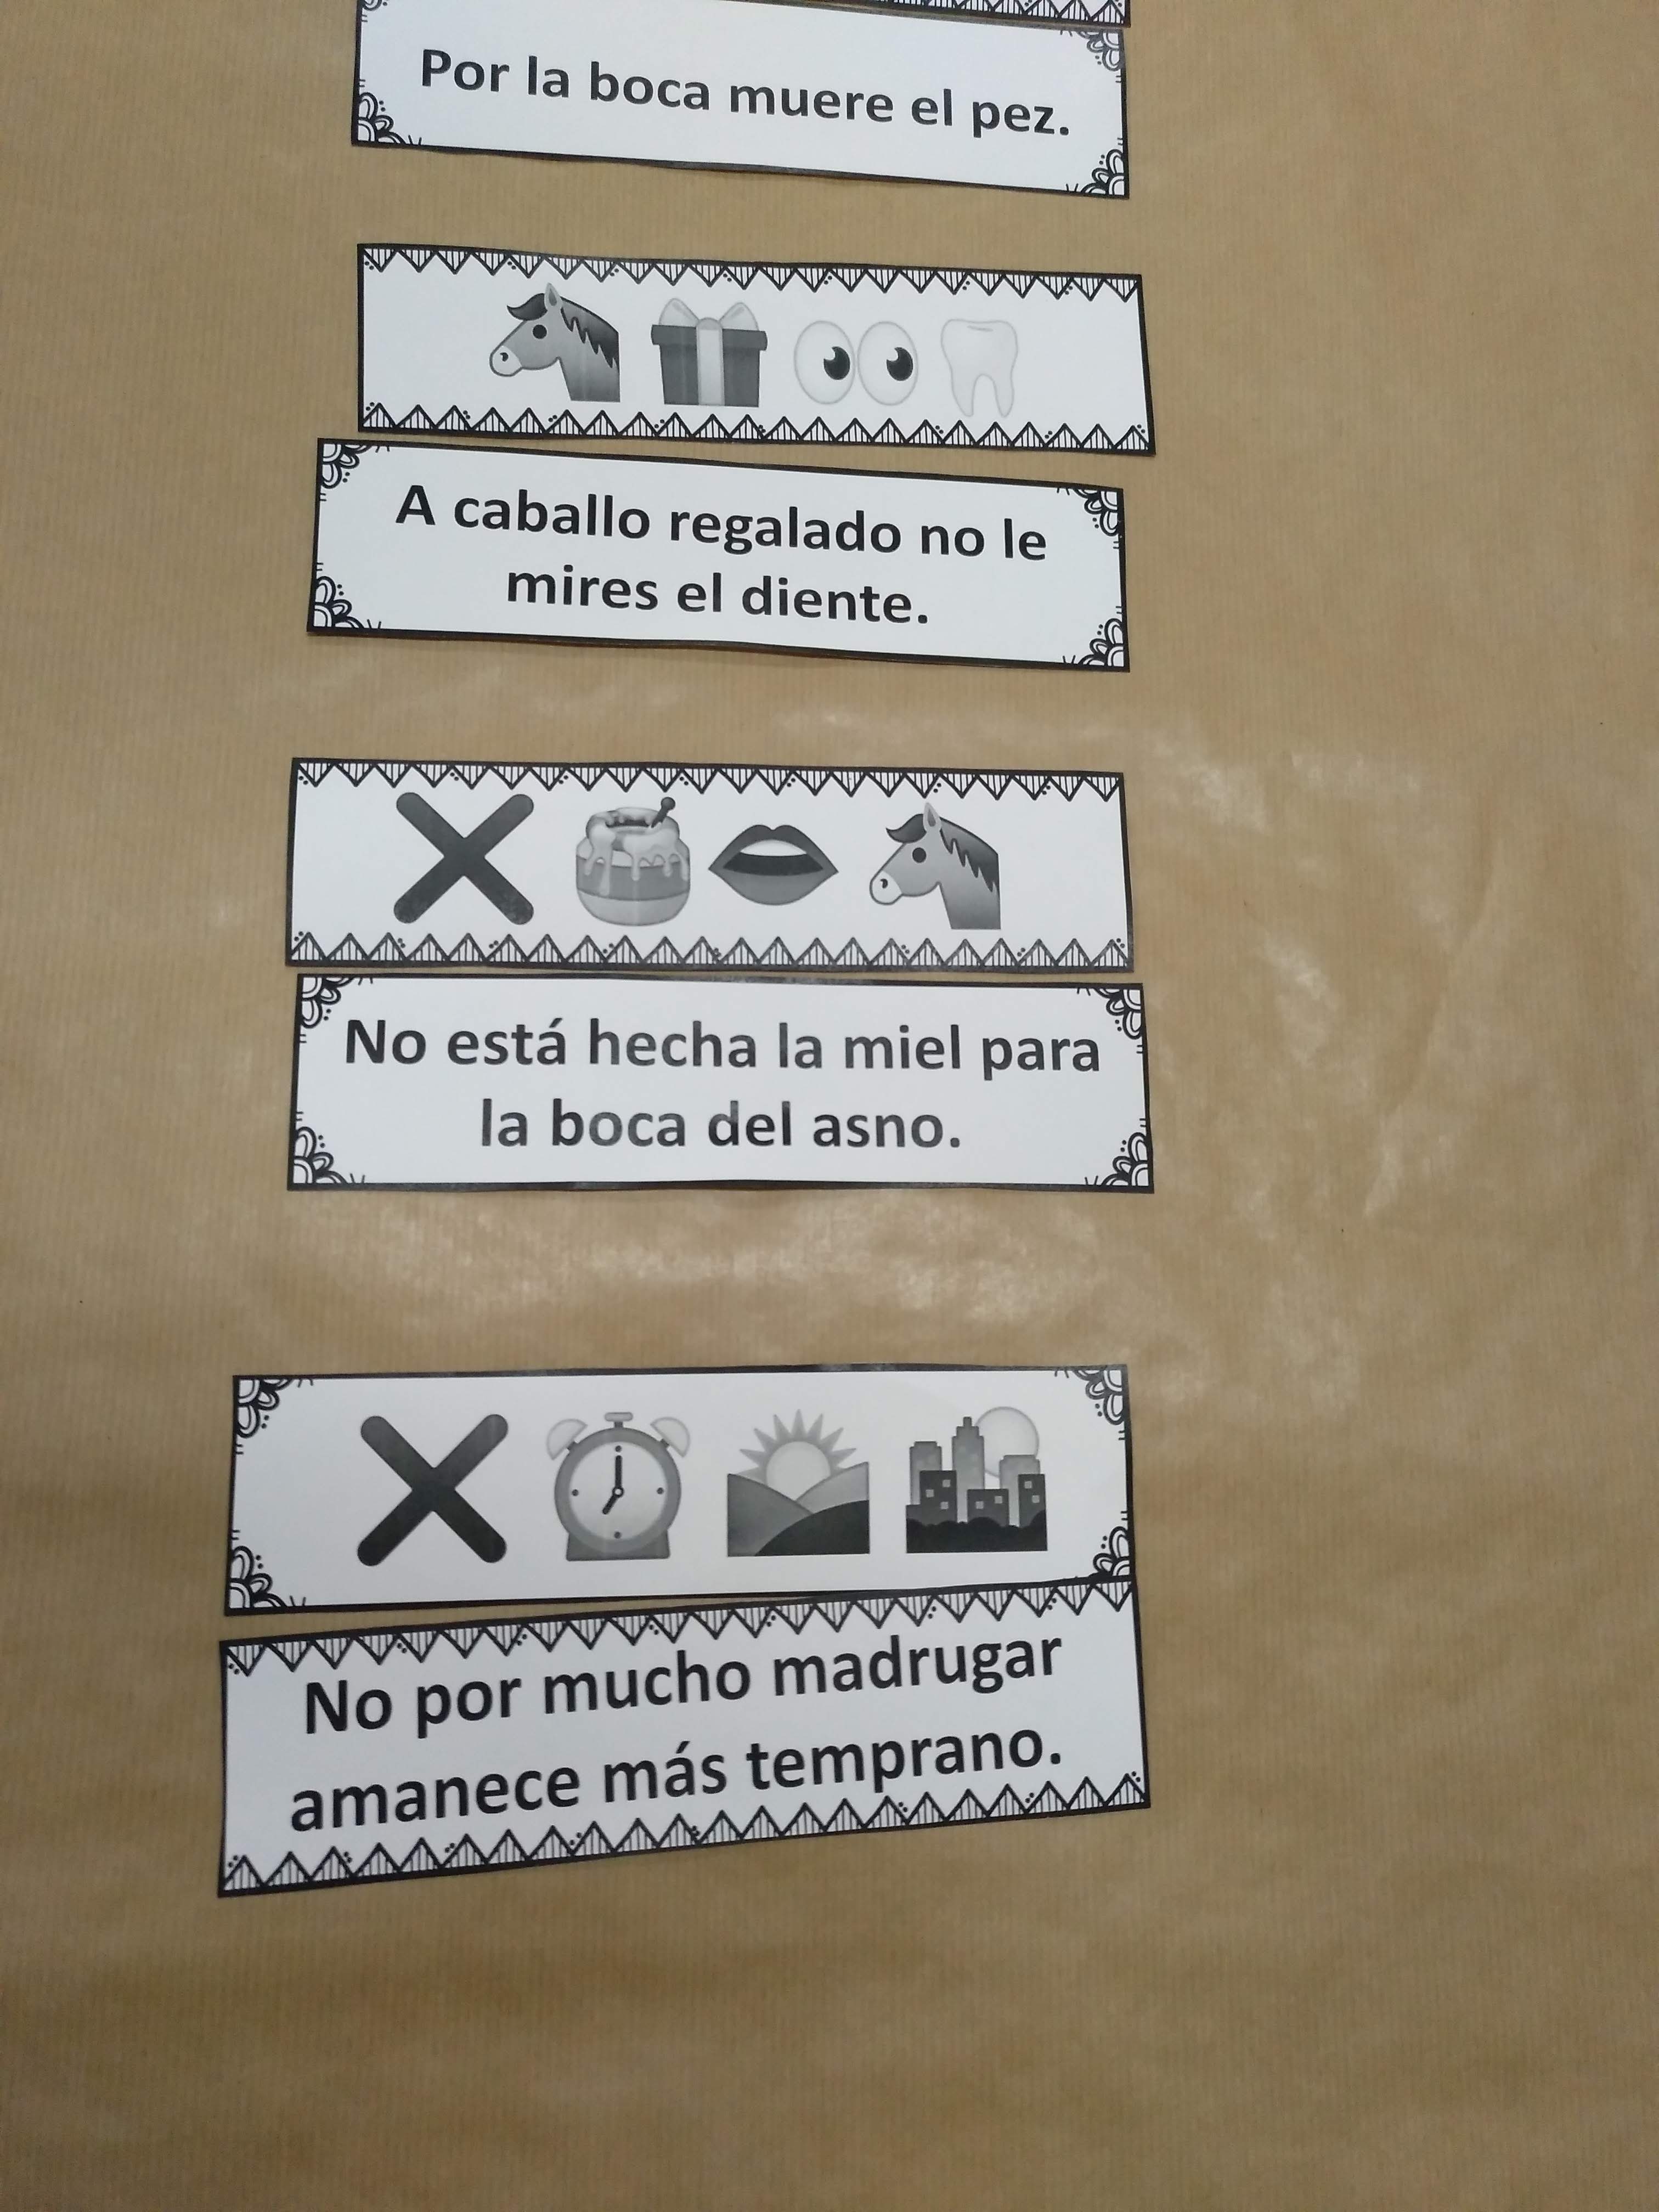 Por la boca muere el pez.
A caballo regalado no le
mires el diente.
No está hecha la miel para
la boca del asno.
No por mucho madrugar
amanece más temprano.